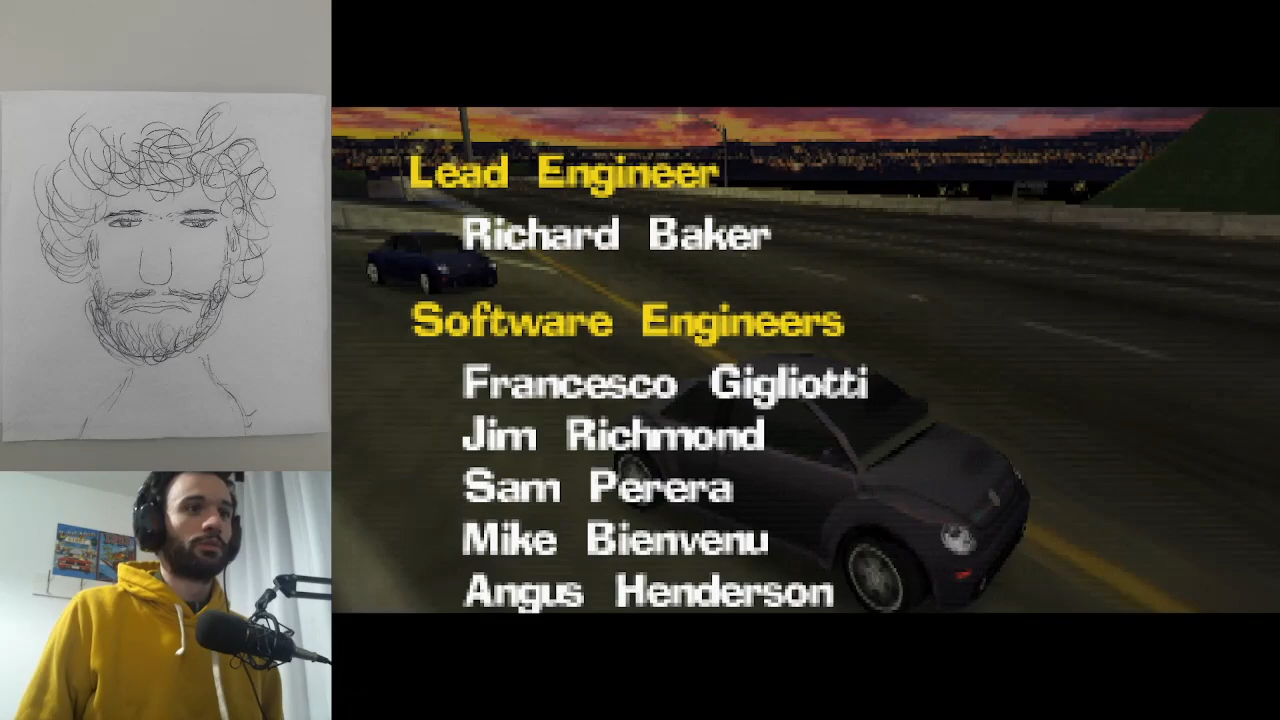 Lead Engineer
Richard Baker
Software Engineers
Francesco Gigliotti
Jim Richmond
Sam Perera
Mike Bienvenu
Angus Henderson